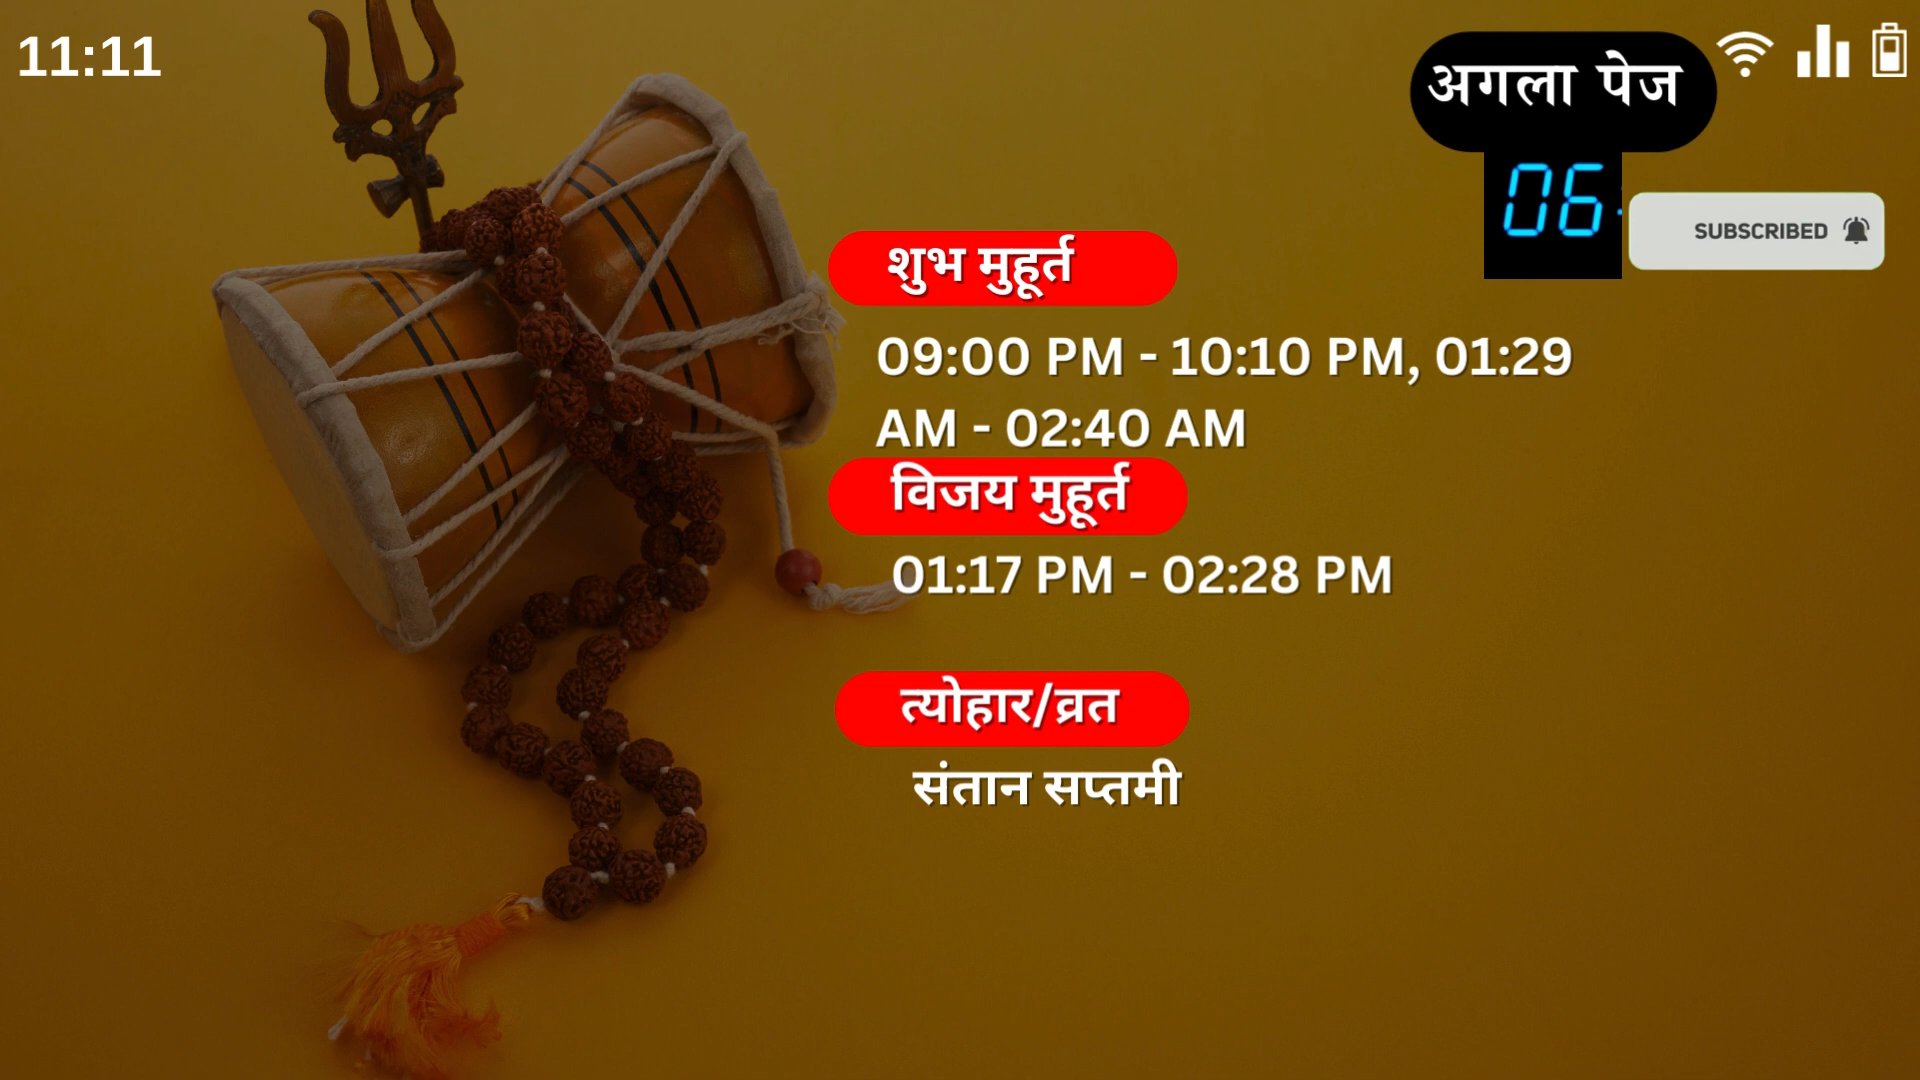 11:11
अगला पेज
06
SUBSCRIBED
शुभ मुहूर्त
09:00 PM - 10:10 PM, 01:29
AM - 02:40 AM
विजय मुहूर्त
01:17 PM - 02:28 PM
त्योहार/व्रत
संतान सप्तमी